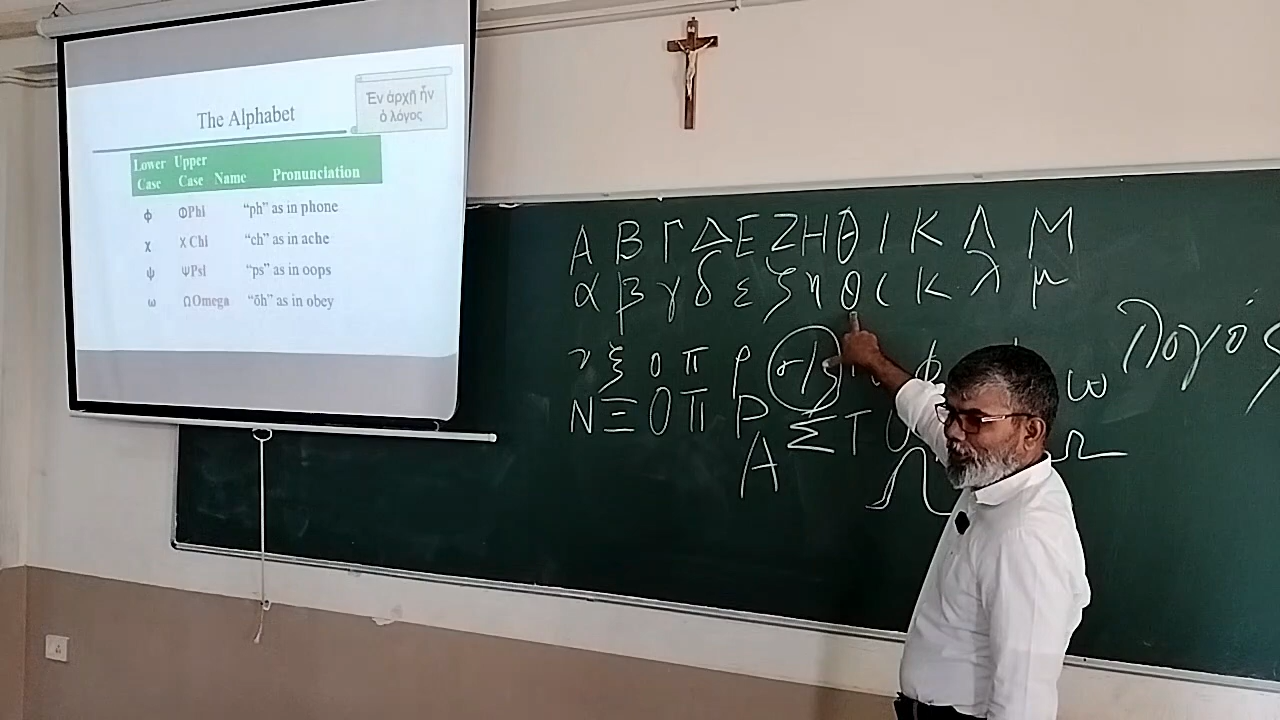 The Alphabet
Ἐν ἀρχῇ ἦν
ὁ λόγος
Lower Case Upper Case Name Pronunciation
φ Φ Phi “ph” as in phone
χ Χ Chi “ch” as in ache
ψ Ψ Psi “ps” as in oops
ω Ω Omega “ōh” as in obey
Α Β Γ Δ Ε Ζ Η Θ Ι Κ Λ Μ
α β γ δ ε ζ η θ ι κ λ μ
ν ξ ο π ρ σ/ς φ ω
Ν Ξ Ο Π Ρ Σ Τ Ω
Α Ω
λογός